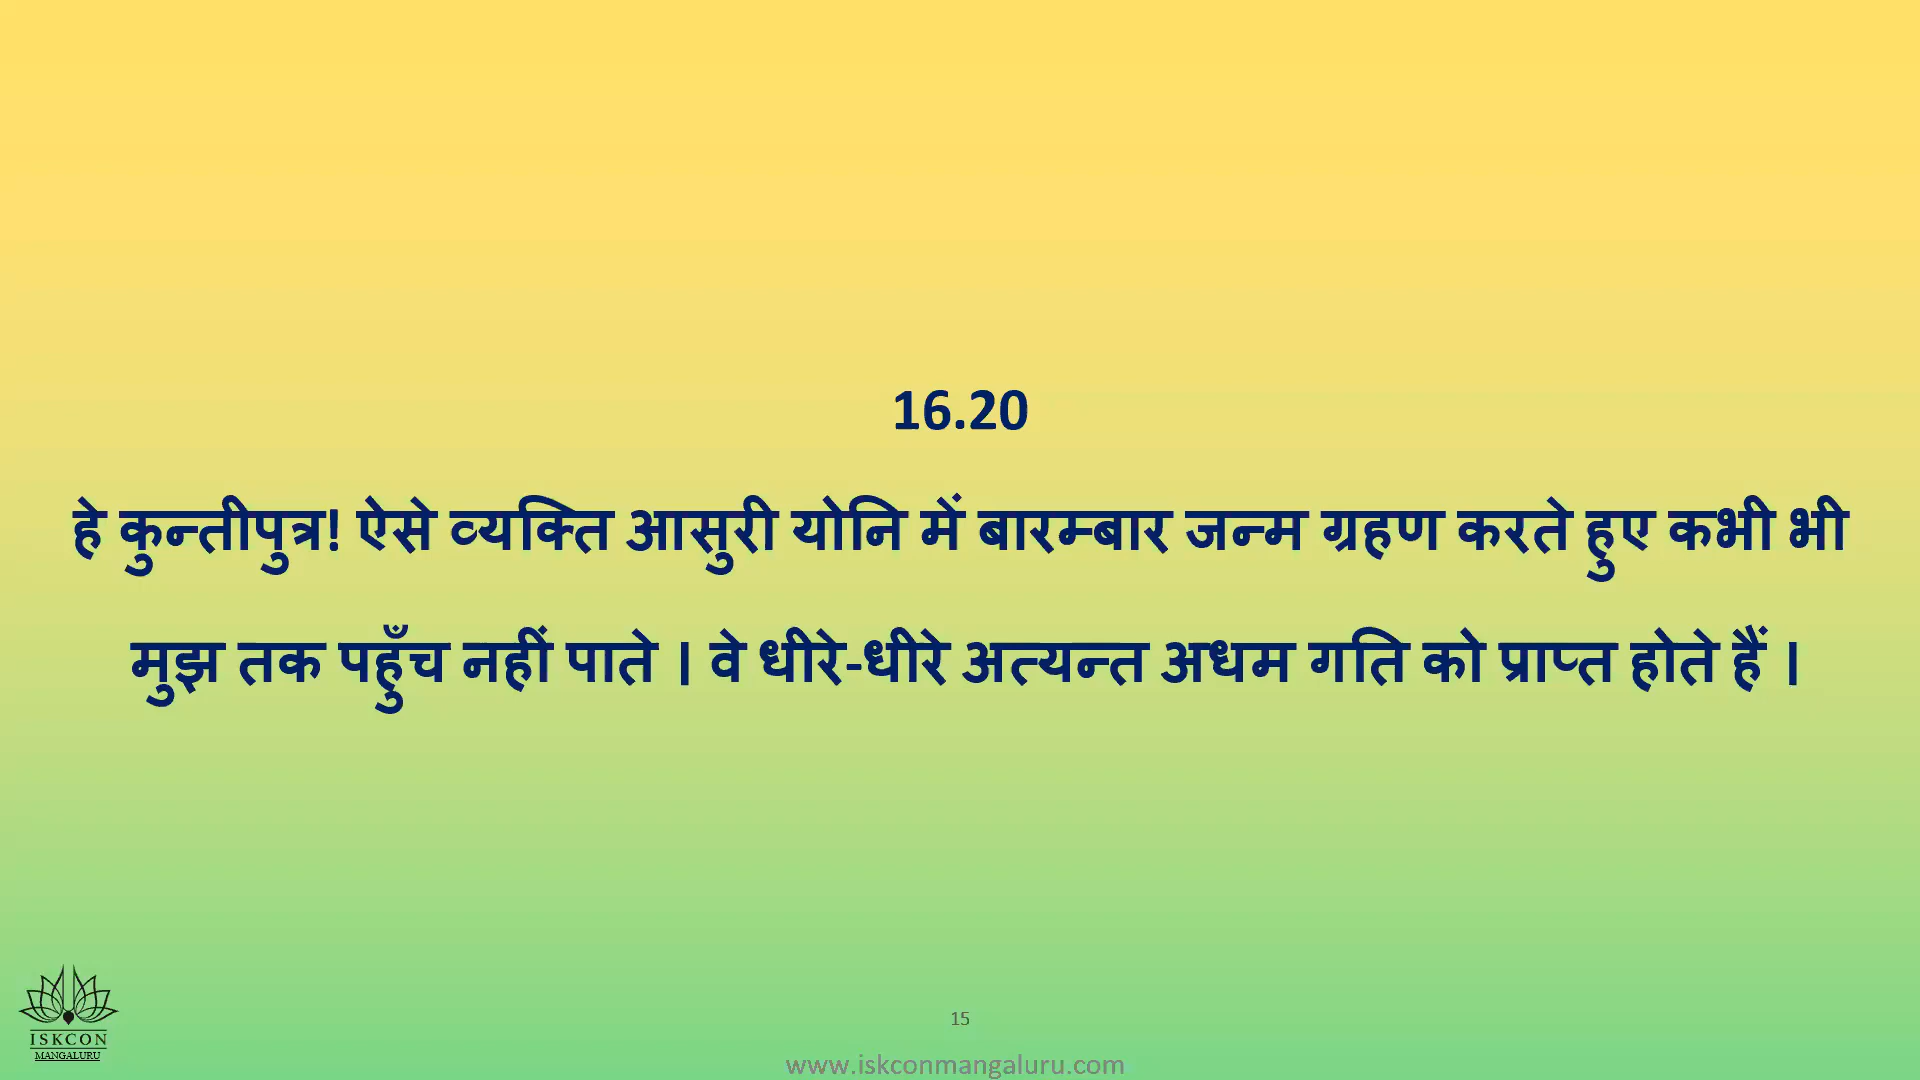 16.20
हे कुन्तीपुत्र! ऐसे व्यक्ति आसुरी योनि में बारम्बार जन्म ग्रहण करते हुए कभी भी
मुझ तक पहुँच नहीं पाते । वे धीरे-धीरे अत्यन्त अधम गति को प्राप्त होते हैं ।
ISKCON
MANGALURU
15
www.iskconmangaluru.com